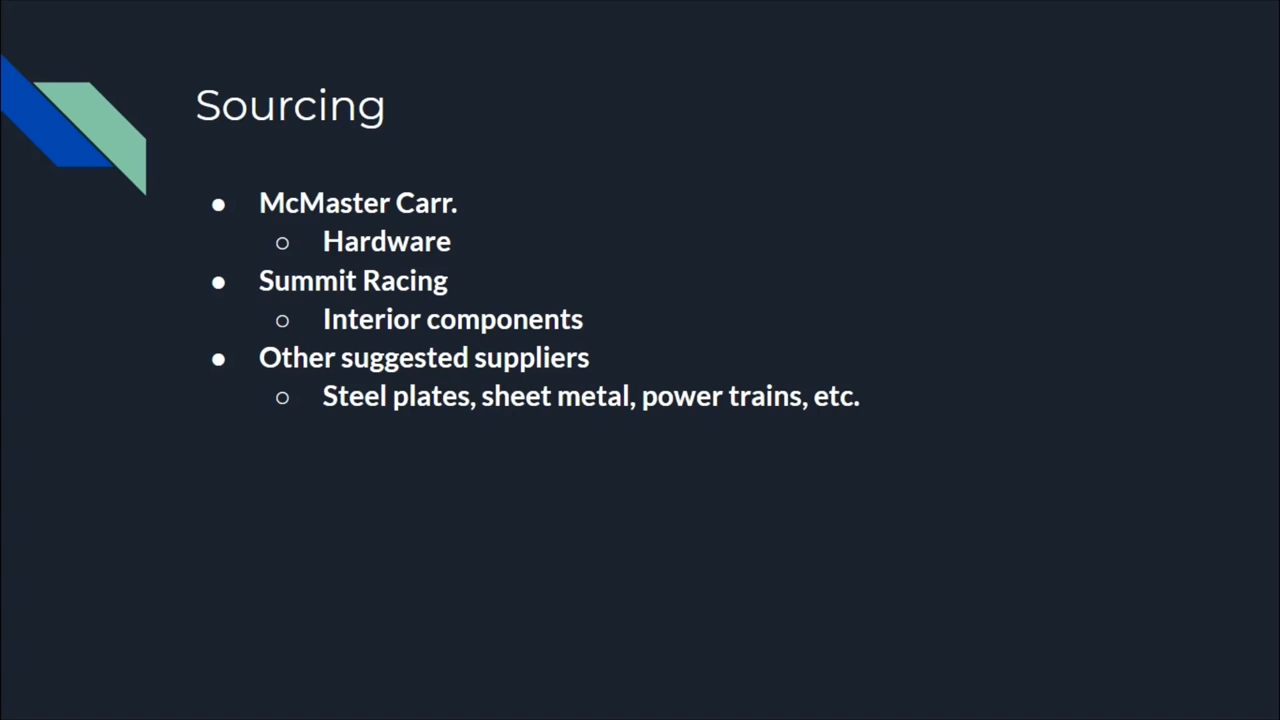 Sourcing
● McMaster Carr.
○ Hardware
● Summit Racing
○ Interior components
● Other suggested suppliers
○ Steel plates, sheet metal, power trains, etc.